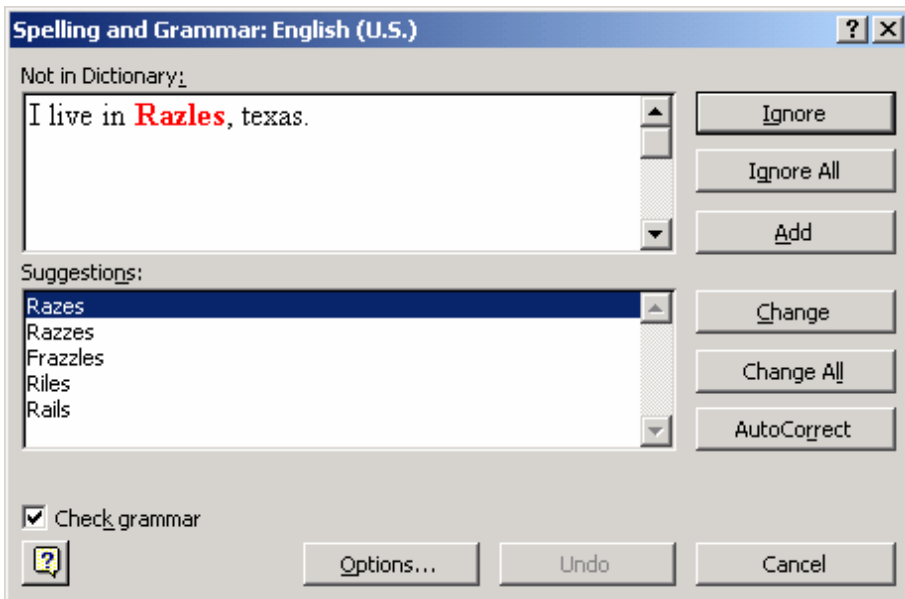 Spelling and Grammar: English (U.S.)
Not in Dictionary:
I live in Razles, texas.
Ignore
Ignore All
Add
Suggestions:
Razes
Razzes
Frazzles
Riles
Rails
Change
Change All
AutoCorrect
Check grammar
Options...
Undo
Cancel